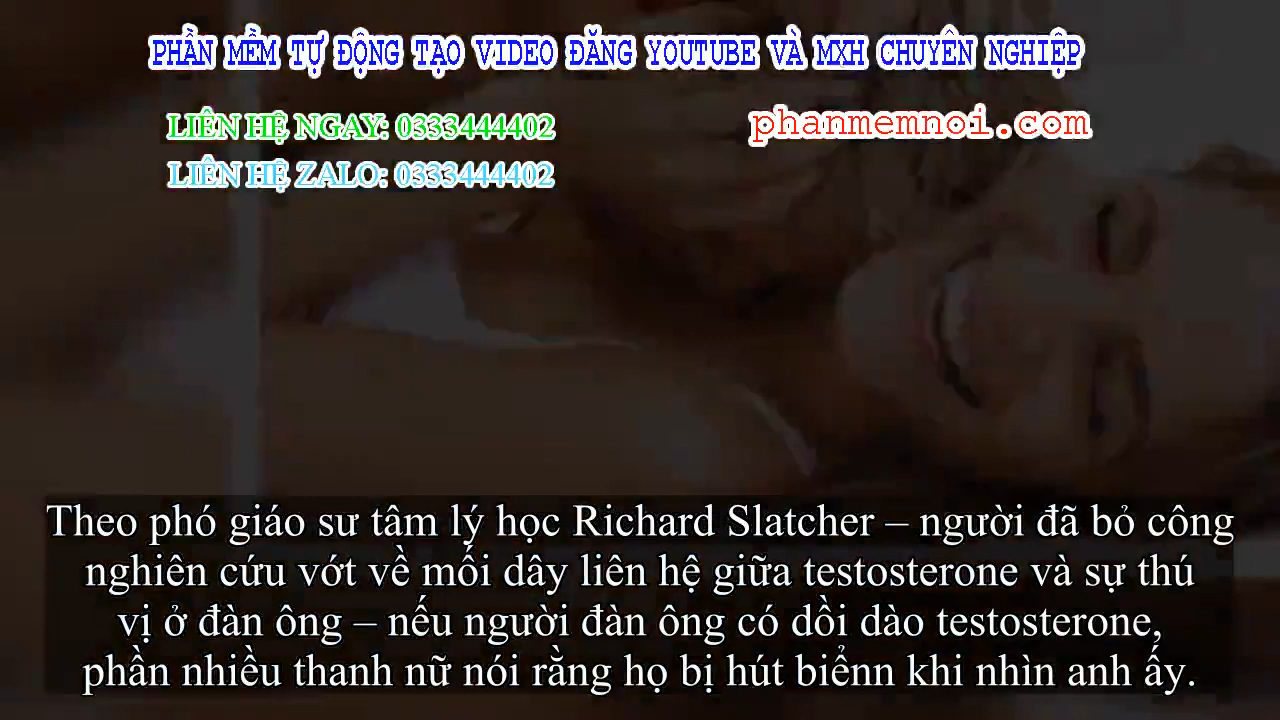 PHẦN MỀM TỰ ĐỘNG TẠO VIDEO ĐĂNG YOUTUBE VÀ MXH CHUYÊN NGHIỆP
LIÊN HỆ NGAY: 0333444402
phanmemnoi.com
LIÊN HỆ ZALO: 0333444402
Theo phó giáo sư tâm lý học Richard Slatcher – người đã bỏ công
nghiên cứu vớt về mối dây liên hệ giữa testosterone và sự thú
vị ở đàn ông – nếu người đàn ông có dồi dào testosterone,
phần nhiều thanh nữ nói rằng họ bị hút biểnn khi nhìn anh ấy.